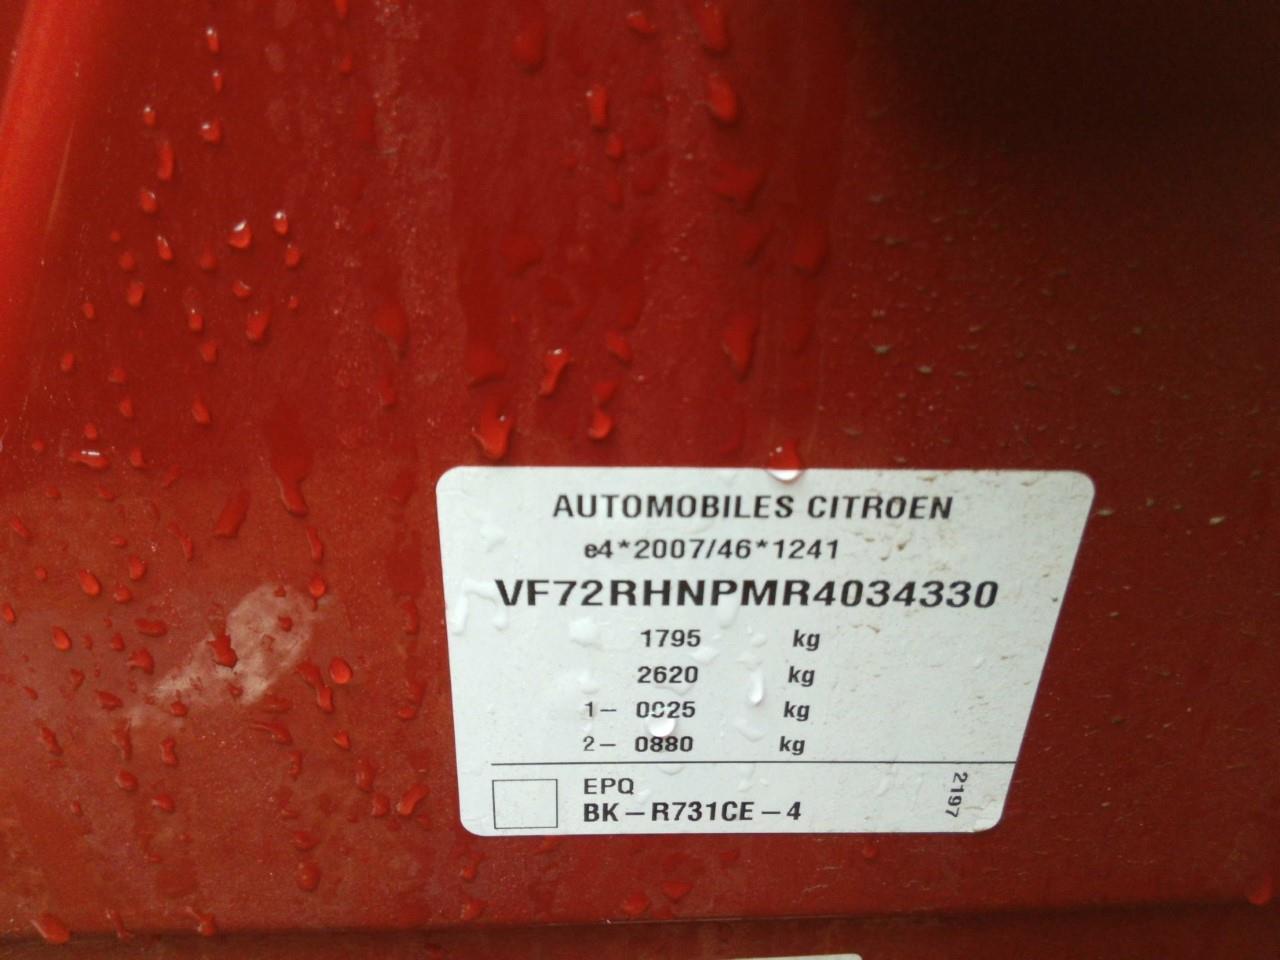 AUTOMOBILES CITROEN
e4*2007/46*1241
VF72RHNPMR4034330
1795 kg
2620 kg
1– 0925 kg
2– 0880 kg
EPQ
BK – R731CE – 4
2197